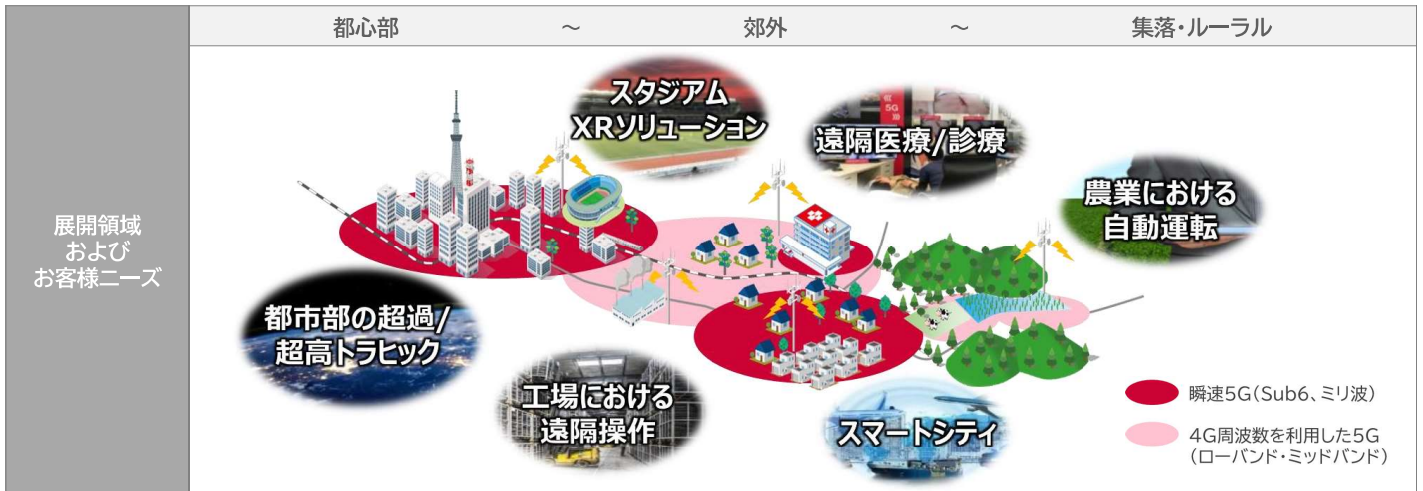 都心部 ～ 郊外 ～ 集落・ルーラル
展開領域
および
お客様ニーズ
スタジアム
XRソリューション
5G
遠隔医療/診療
農業における
自動運転
都市部の超過/
超高トラヒック
工場における
遠隔操作
スマートシティ
瞬速5G(Sub6、ミリ波)
4G周波数を利用した5G
(ローバンド・ミッドバンド)